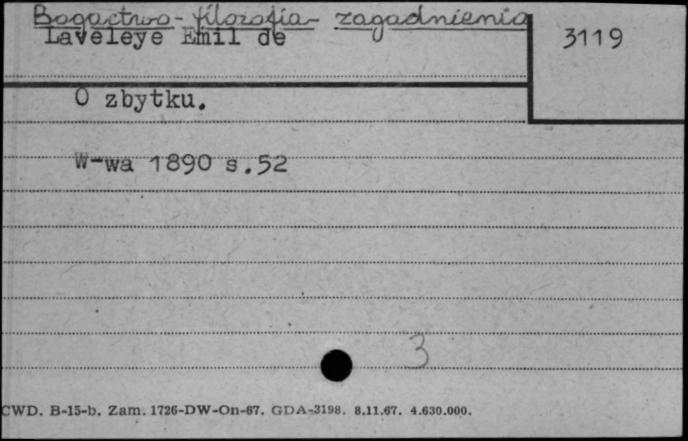 Bogactwo - filozofia - zagadnienia
Laveleye Emil de
3119
O zbytku.
W-wa 1890 s.52
3
CWD. B-15-b. Zam. 1726-DW-On-67. GDA-3198. 8.11.67. 4.630.000.